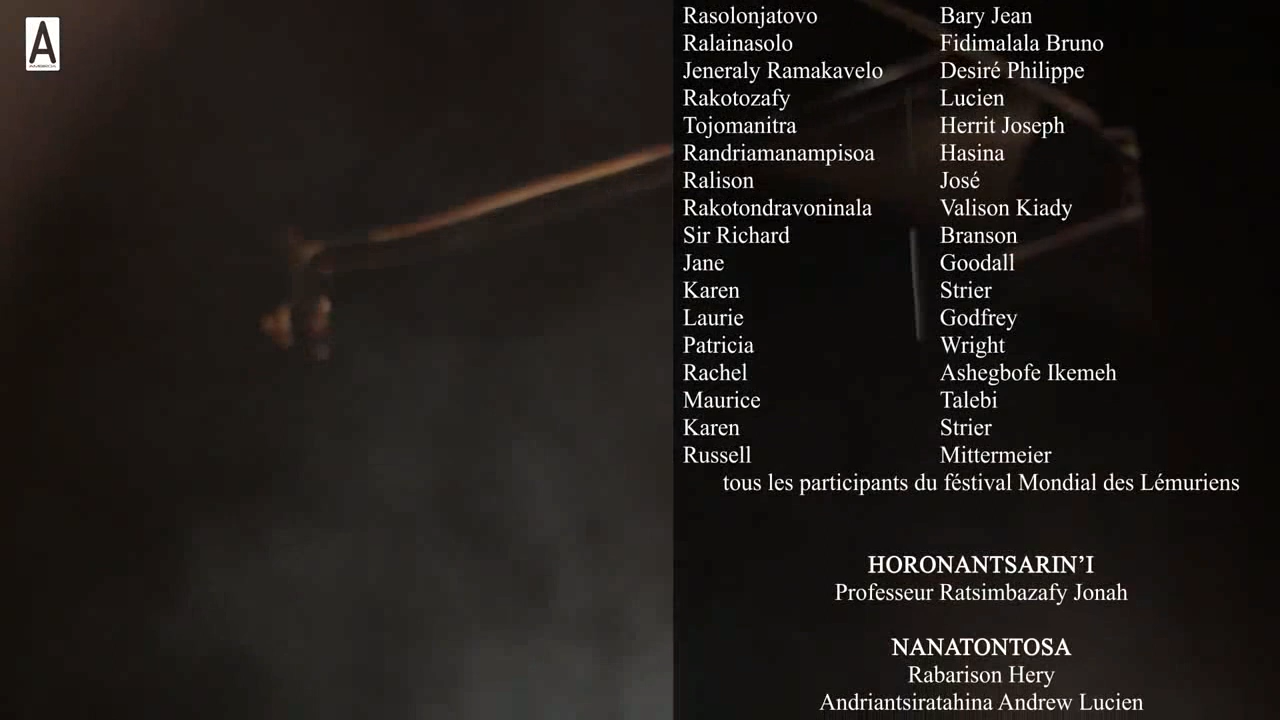 A
Rasolonjatovo Bary Jean
Ralainasolo Fidimalala Bruno
Jeneraly Ramakavelo Desiré Philippe
Rakotozafy Lucien
Tojomanitra Herrit Joseph
Randriamanampisoa Hasina
Ralison José
Rakotondravoninala Valison Kiady
Sir Richard Branson
Jane Goodall
Karen Strier
Laurie Godfrey
Patricia Wright
Rachel Ashegbofe Ikemeh
Maurice Talebi
Karen Strier
Russell Mittermeier
tous les participants du féstival Mondial des Lémuriens
HORONANTSARIN’I
Professeur Ratsimbazafy Jonah
NANATONTOSA
Rabarison Hery
Andriantsiratahina Andrew Lucien